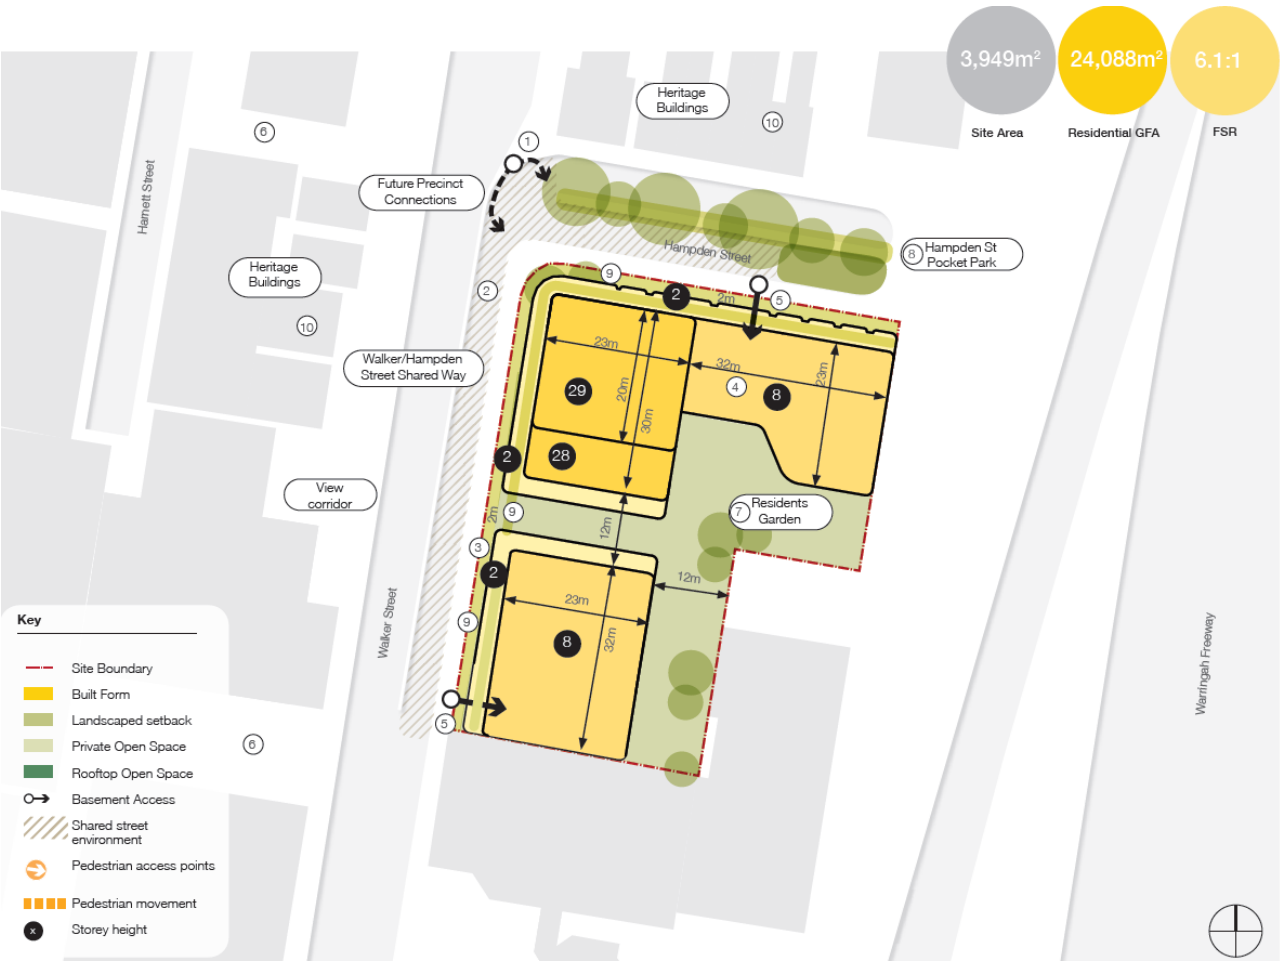 3,949m²
24,088m²
6.1:1
Site Area
Residential GFA
FSR
Heritage
Buildings
10
6
1
Harnett Street
Future Precinct
Connections
Hampden Street
8
Hampden St
Pocket Park
Heritage
Buildings
10
2
9
2
2m
5
Walker/Hampden
Street Shared Way
23m
32m
23m
4
20m
30m
29
8
2
28
View
corridor
2m
9
12m
7
Residents
Garden
3
2
12m
Walker Street
9
23m
8
32m
5
6
Warringah Freeway
Key
Site Boundary
Built Form
Landscaped setback
Private Open Space
Rooftop Open Space
Basement Access
Shared street
environment
Pedestrian access points
Pedestrian movement
x
Storey height